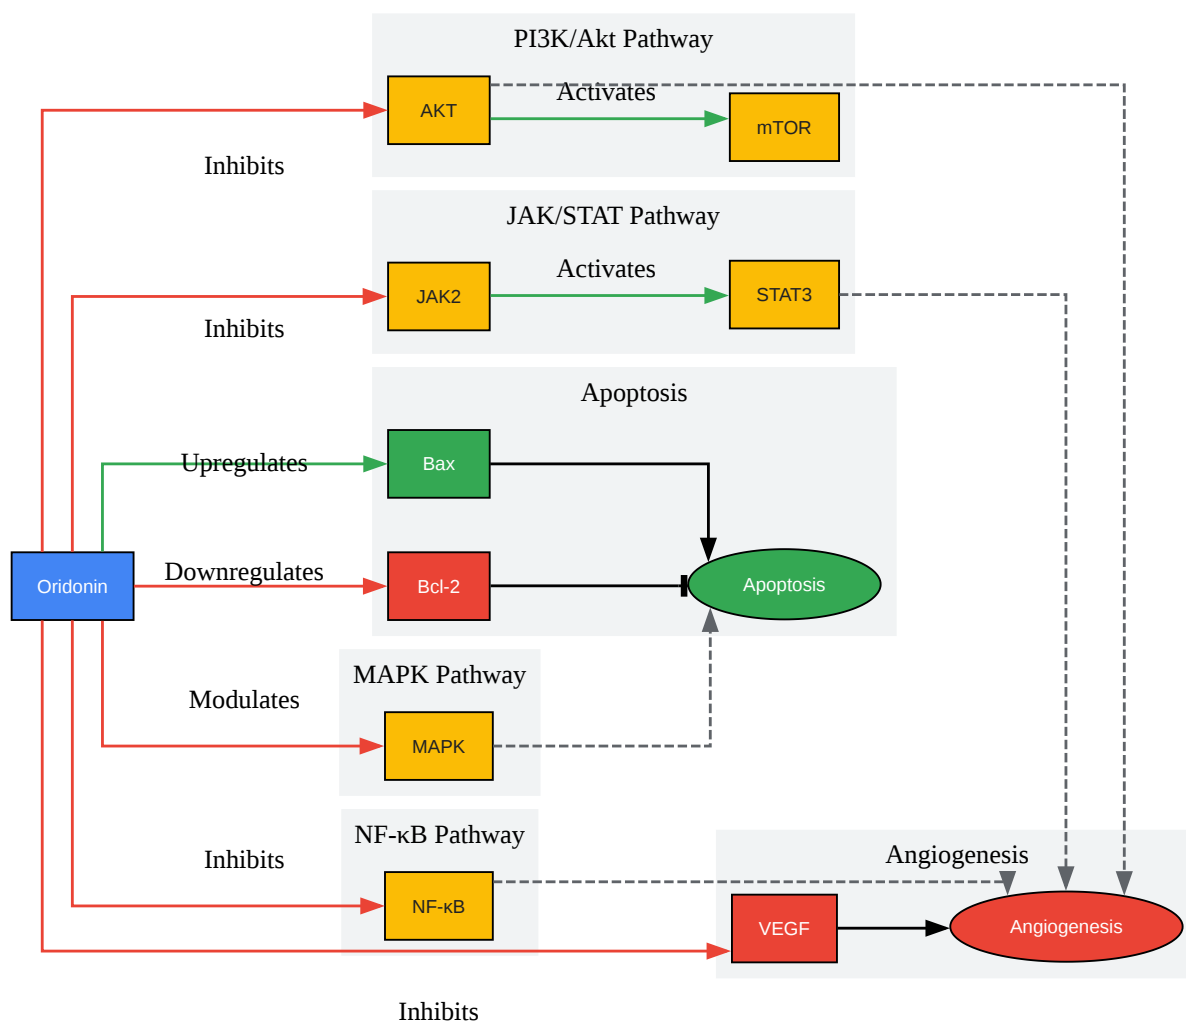 PI3K/Akt Pathway
Activates
AKT
mTOR
Inhibits
JAK/STAT Pathway
Activates
JAK2
STAT3
Inhibits
Apoptosis
Upregulates
Bax
Oridonin
Downregulates
Bcl-2
Apoptosis
MAPK Pathway
Modulates
MAPK
NF-κB Pathway
Inhibits
NF-κB
Angiogenesis
VEGF
Angiogenesis
Inhibits